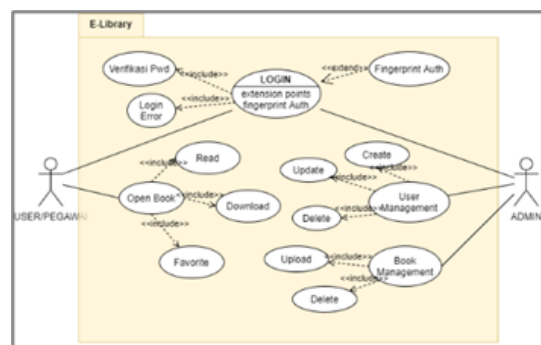 E-Library
Verifikasi Pwd
<<include>>
LOGIN
extension points
fingerprint Auth
<<extend>>
Fingerprint Auth
Login
Error
<<include>>
Read
<<include>>
Open Book
<<include>>
Download
<<include>>
Favorite
Create
<<include>>
Update
<<include>>
User
Management
Delete
<<include>>
Upload
<<include>>
Book
Management
Delete
<<include>>
USER/PEGAWAI
ADMIN